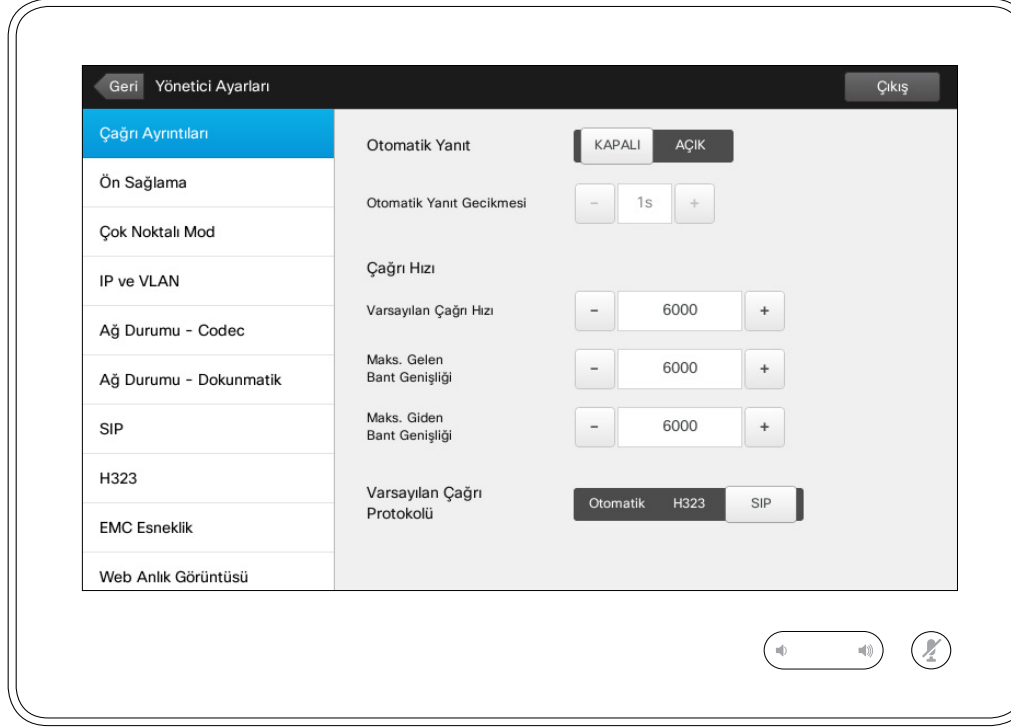 Geri Yönetici Ayarları Çıkış
Çağrı Ayrıntıları
Ön Sağlama
Çok Noktalı Mod
IP ve VLAN
Ağ Durumu - Codec
Ağ Durumu - Dokunmatik
SIP
H323
EMC Esneklik
Web Anlık Görüntüsü
Otomatik Yanıt KAPALI AÇIK
Otomatik Yanıt Gecikmesi - 1s +
Çağrı Hızı
Varsayılan Çağrı Hızı - 6000 +
Maks. Gelen
Bant Genişliği - 6000 +
Maks. Giden
Bant Genişliği - 6000 +
Varsayılan Çağrı
Protokolü Otomatik H323 SIP